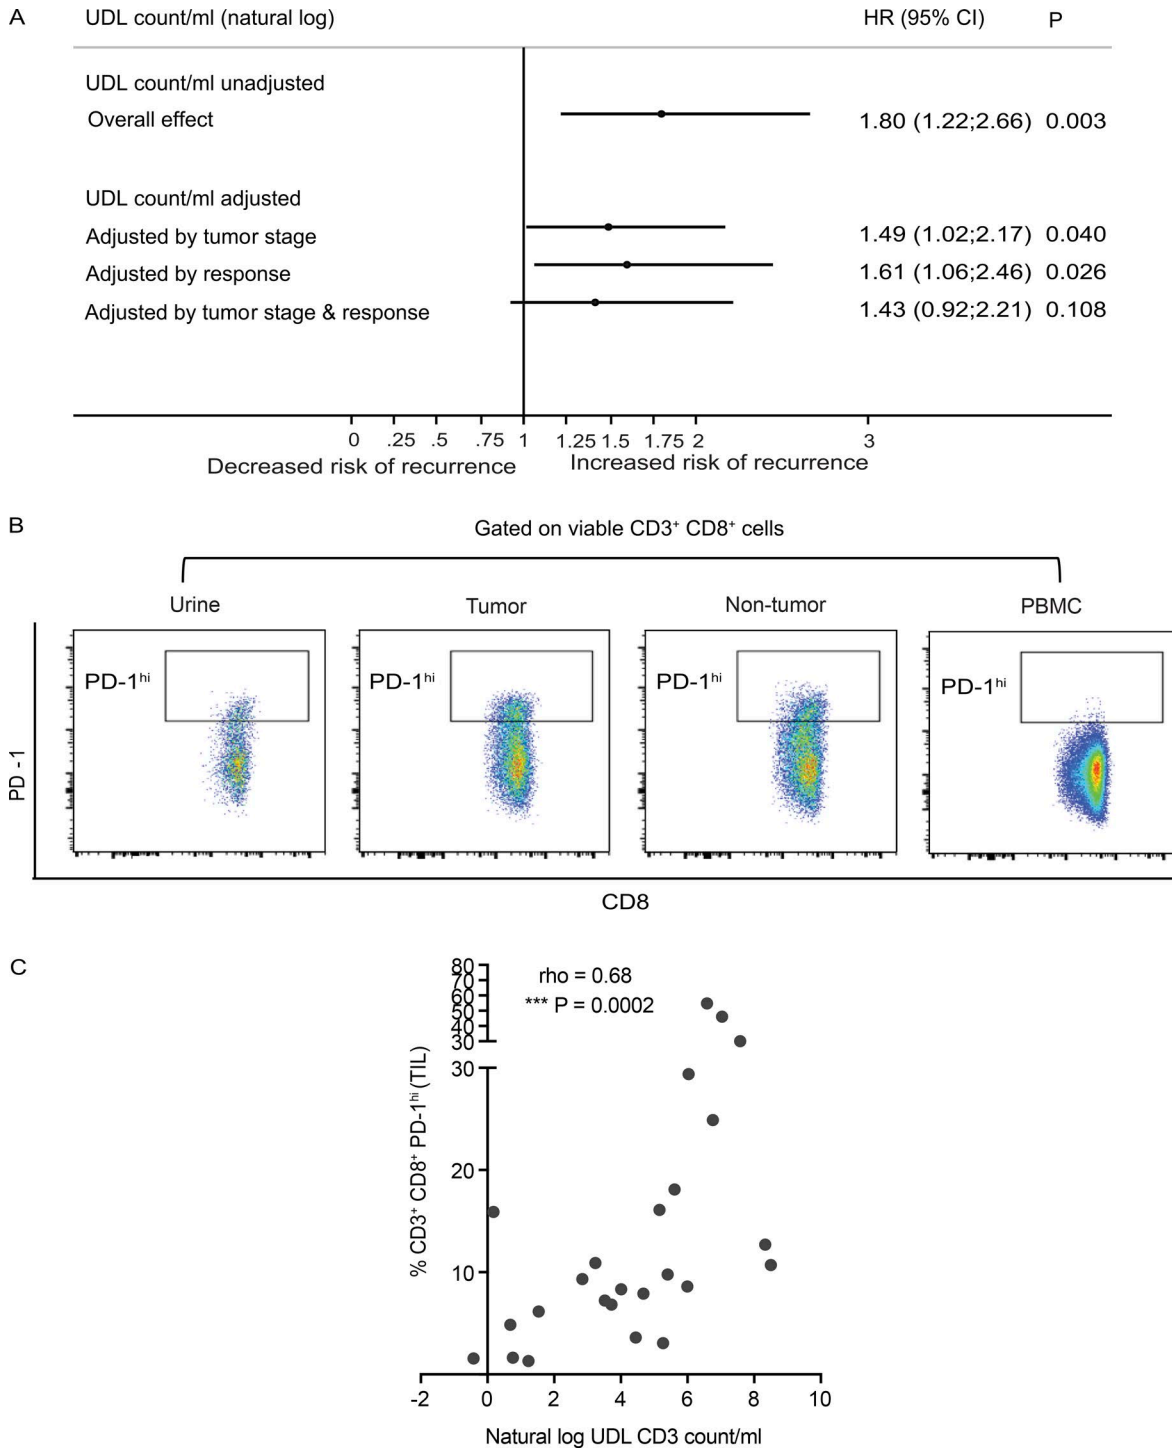 A
UDL count/ml (natural log) HR (95% CI) P
UDL count/ml unadjusted
Overall effect 1.80 (1.22;2.66) 0.003
UDL count/ml adjusted
Adjusted by tumor stage 1.49 (1.02;2.17) 0.040
Adjusted by response 1.61 (1.06;2.46) 0.026
Adjusted by tumor stage & response 1.43 (0.92;2.21) 0.108
0 .25 .5 .75 1 1.25 1.5 1.75 2 3
Decreased risk of recurrence Increased risk of recurrence
B
Gated on viable CD3⁺ CD8⁺ cells
Urine Tumor Non-tumor PBMC
PD-1ʰⁱ PD-1ʰⁱ PD-1ʰⁱ PD-1ʰⁱ
PD -1
CD8
C
80
70
60
50
40
30
30
20
10
rho = 0.68
*** P = 0.0002
% CD3⁺ CD8⁺ PD-1ʰⁱ (TIL)
-2 0 2 4 6 8 10
Natural log UDL CD3 count/ml